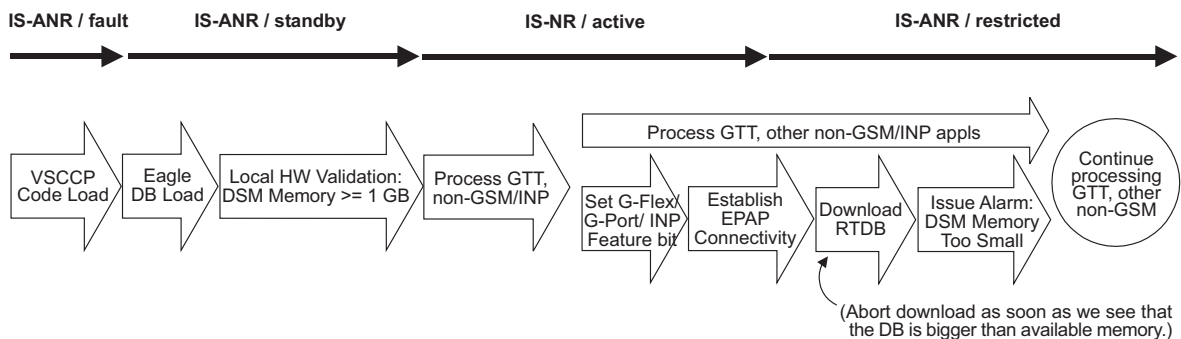 IS-ANR / fault
IS-ANR / standby
IS-NR / active
IS-ANR / restricted
Process GTT, other non-GSM/INP appls
VSCCP
Code Load
Eagle
DB Load
Local HW Validation:
DSM Memory >= 1 GB
Process GTT,
non-GSM/INP
Set G-Flex/
G-Port/ INP
Feature bit
Establish
EPAP
Connectivity
Download
RTDB
Issue Alarm:
DSM Memory
Too Small
Continue
processing
GTT, other
non-GSM
(Abort download as soon as we see that
the DB is bigger than available memory.)